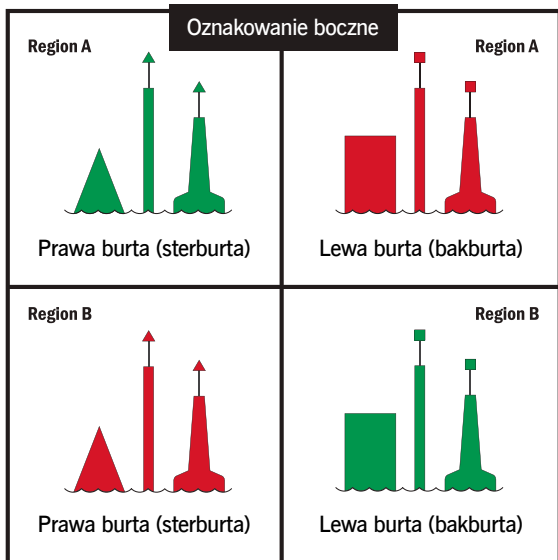 Oznakowanie boczne
Region A
Region A
Prawa burta (sterburta)
Lewa burta (bakburta)
Region B
Region B
Prawa burta (sterburta)
Lewa burta (bakburta)